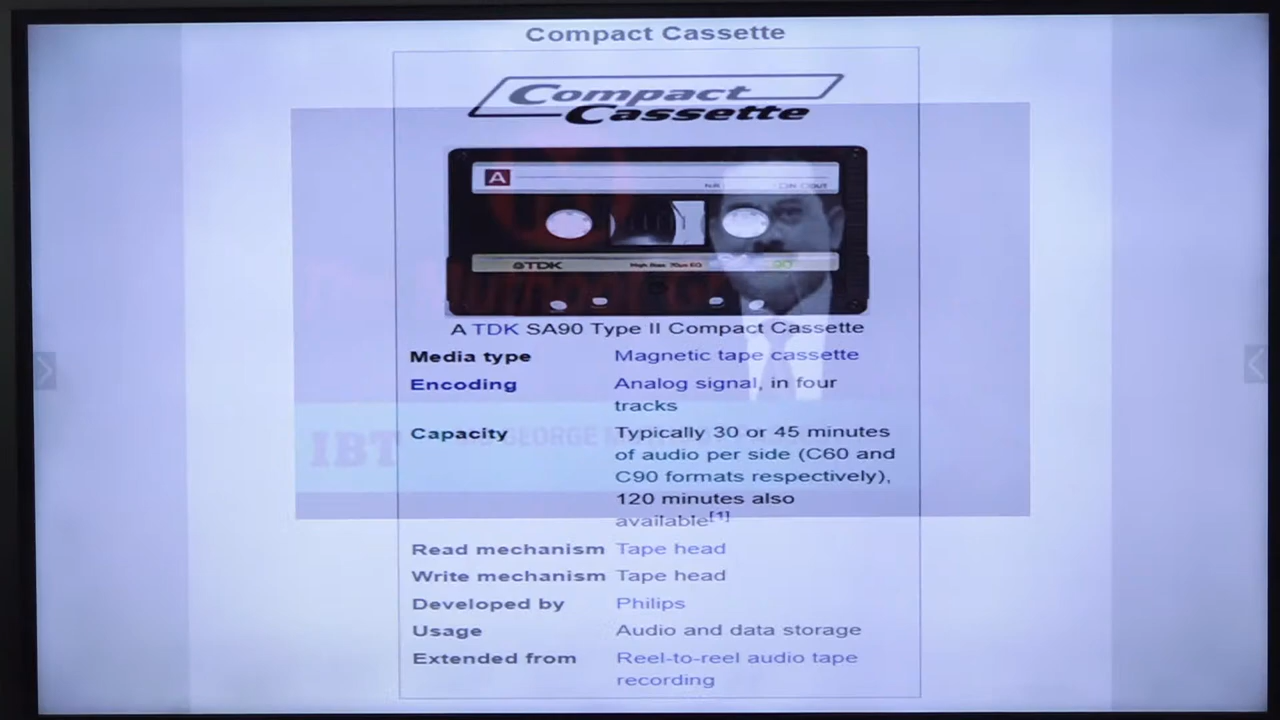 Compact Cassette
Compact
Cassette
A
TDK
A TDK SA90 Type II Compact Cassette
Media type Magnetic tape cassette
Encoding Analog signal, in four
tracks
Capacity Typically 30 or 45 minutes
of audio per side (C60 and
C90 formats respectively),
120 minutes also
available[1]
IBT GEORGE
Read mechanism Tape head
Write mechanism Tape head
Developed by Philips
Usage Audio and data storage
Extended from Reel-to-reel audio tape
recording